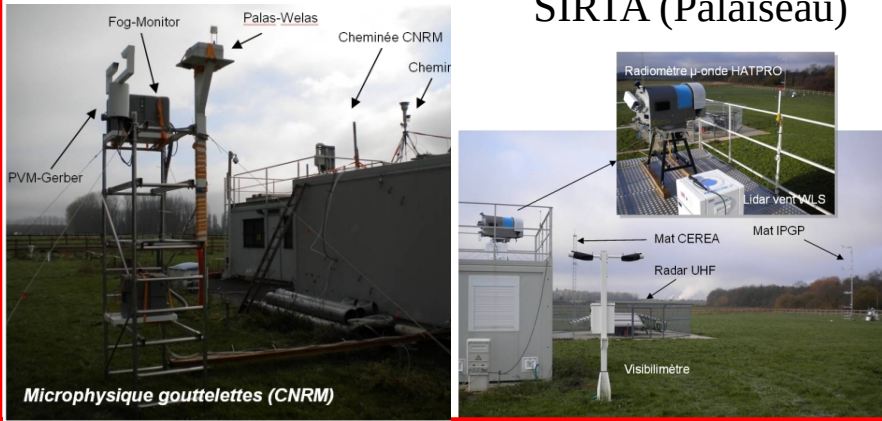 SIRTA (Palaiseau)
Fog-Monitor
Palas-Welas
Cheminée CNRM
Chemin
PVM-Gerber
Microphysique gouttelettes (CNRM)
Radiomètre µ-onde HATPRO
Lidar vent WLS
Mat CEREA
Mat IPGP
Radar UHF
Visibilimètre